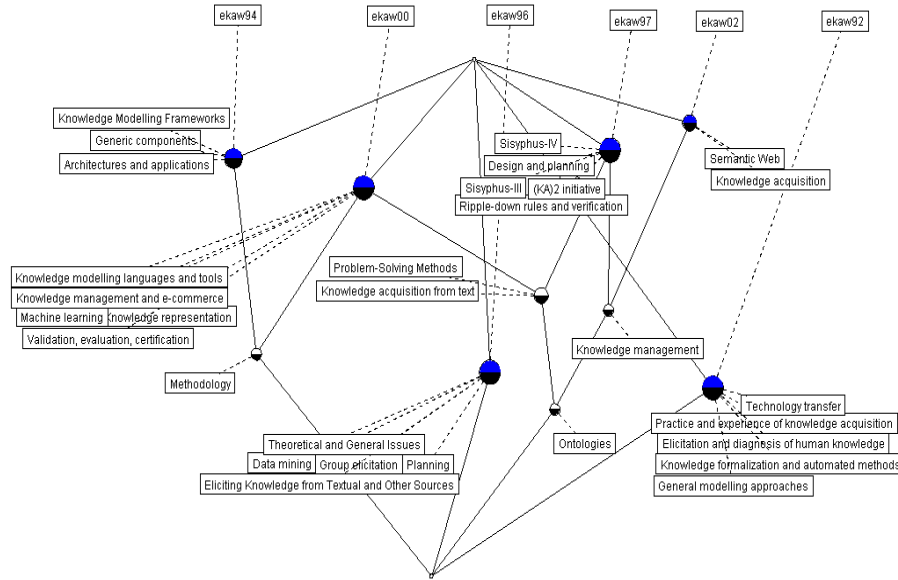 ekaw94
ekaw00
ekaw96
ekaw97
ekaw02
ekaw92
Knowledge Modelling Frameworks
Generic components
Architectures and applications
Sisyphus-IV
Design and planning
Sisyphus-III
(KA)2 initiative
Ripple-down rules and verification
Semantic Web
Knowledge acquisition
Knowledge modelling languages and tools
Knowledge management and e-commerce
Machine learning
knowledge representation
Validation, evaluation, certification
Problem-Solving Methods
Knowledge acquisition from text
Knowledge management
Methodology
Theoretical and General Issues
Data mining
Group elicitation
Planning
Eliciting Knowledge from Textual and Other Sources
Ontologies
Technology transfer
Practice and experience of knowledge acquisition
Elicitation and diagnosis of human knowledge
Knowledge formalization and automated methods
General modelling approaches